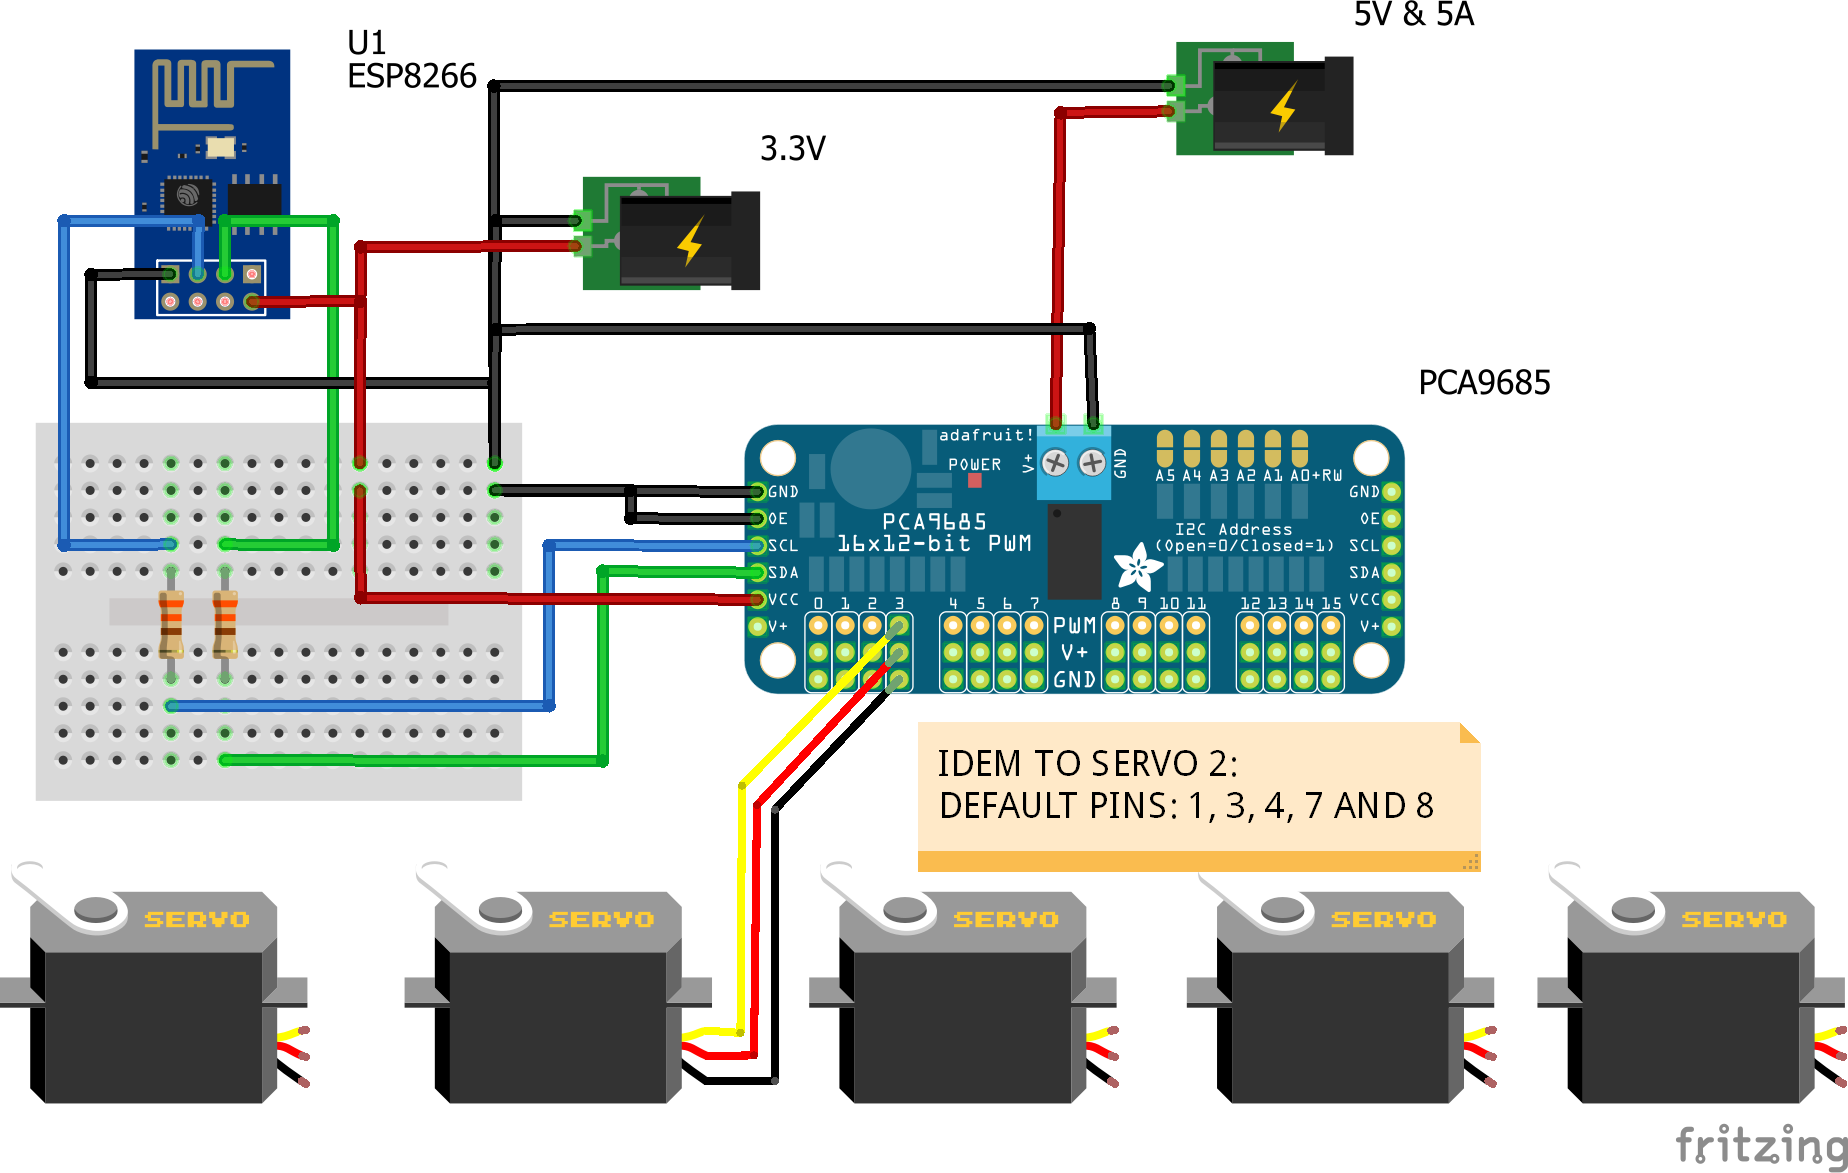 5V & 5A
U1
ESP8266
3.3V
PCA9685
adafruit!
V+
GND
POWER
A5 A4 A3 A2 A1 A0 +RW
GND
OE
SCL
SDA
VCC
V+
PCA9685
16x12-bit PWM
I2C Address
(Open=0/Closed=1)
GND
OE
SCL
SDA
VCC
V+
0 1 2 3 4 5 6 7 8 9 10 11 12 13 14 15
PWM
V+
GND
IDEM TO SERVO 2:
DEFAULT PINS: 1, 3, 4, 7 AND 8
SERVO
SERVO
SERVO
SERVO
SERVO
fritzing